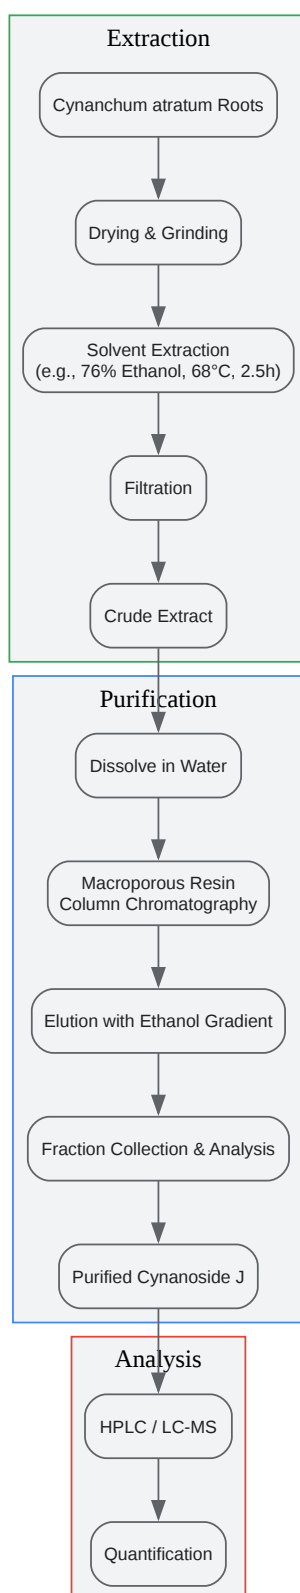 Extraction
Cynanchum atratum Roots
Drying & Grinding
Solvent Extraction
(e.g., 76% Ethanol, 68°C, 2.5h)
Filtration
Crude Extract
Purification
Dissolve in Water
Macroporous Resin
Column Chromatography
Elution with Ethanol Gradient
Fraction Collection & Analysis
Purified Cynanoside J
Analysis
HPLC / LC-MS
Quantification